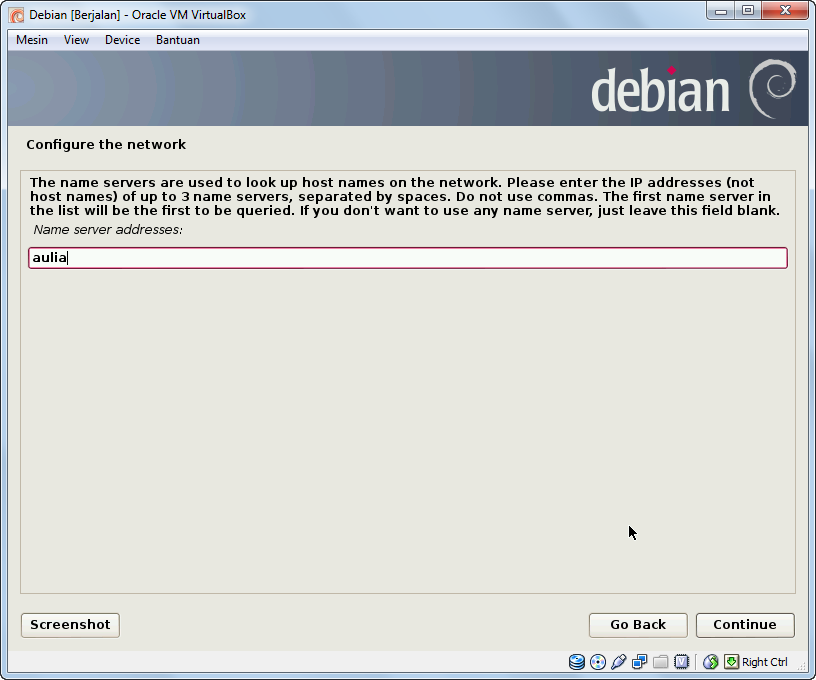 Debian [Berjalan] - Oracle VM VirtualBox
Mesin View Device Bantuan
debian
Configure the network
The name servers are used to look up host names on the network. Please enter the IP addresses (not
host names) of up to 3 name servers, separated by spaces. Do not use commas. The first name server in
the list will be the first to be queried. If you don't want to use any name server, just leave this field blank.
Name server addresses:
aulia
Screenshot Go Back Continue
Right Ctrl